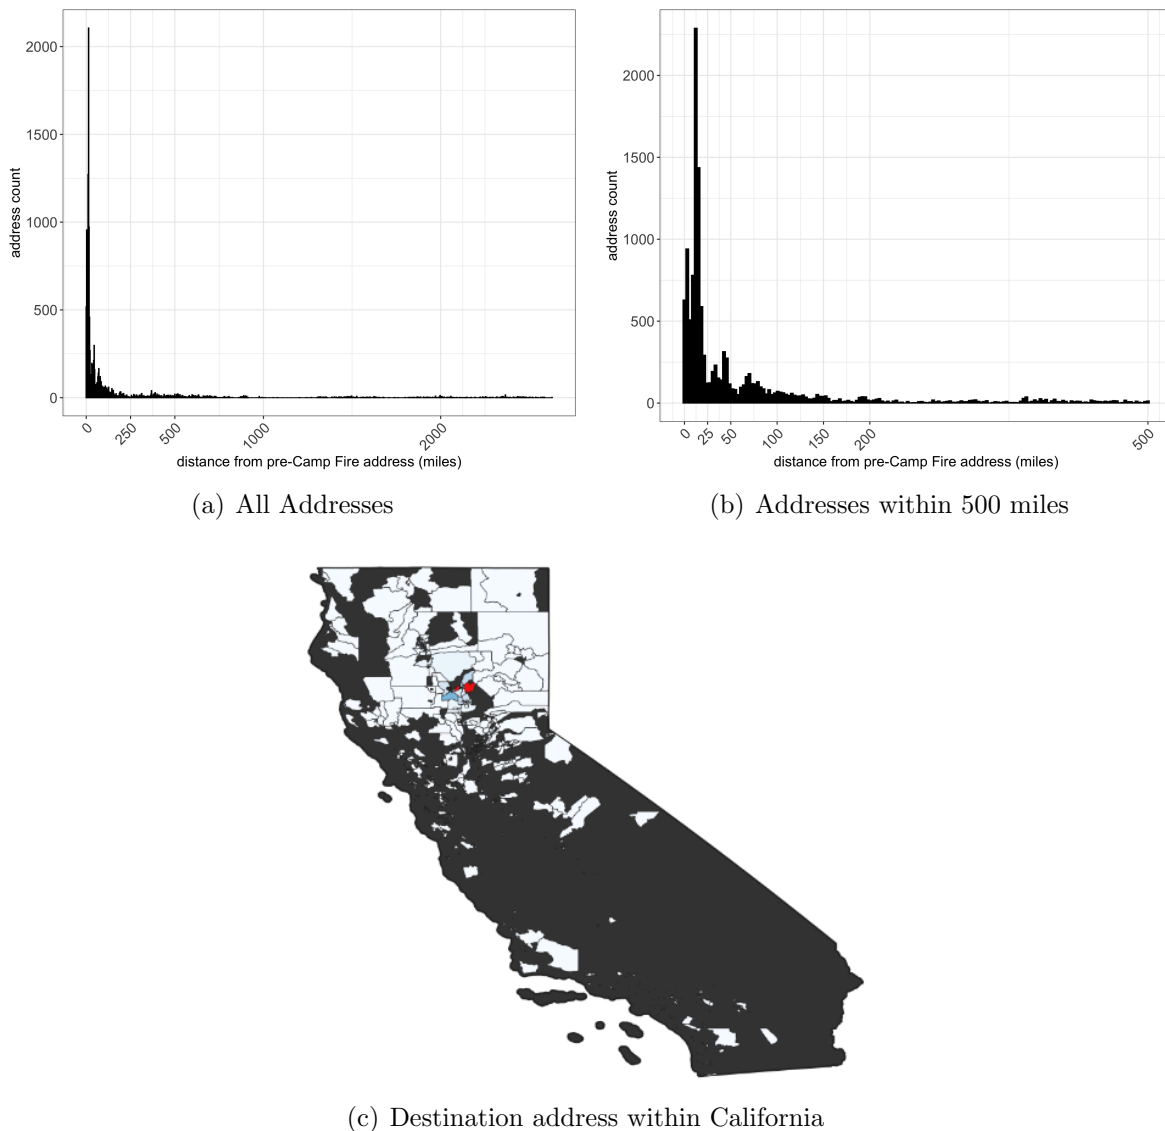 2000
1500
1000
500
0
address count
0 250 500 1000 2000
distance from pre-Camp Fire address (miles)
(a) All Addresses
2000
1500
1000
500
0
address count
0 25 50 100 150 200 500
distance from pre-Camp Fire address (miles)
(b) Addresses within 500 miles
(c) Destination address within California